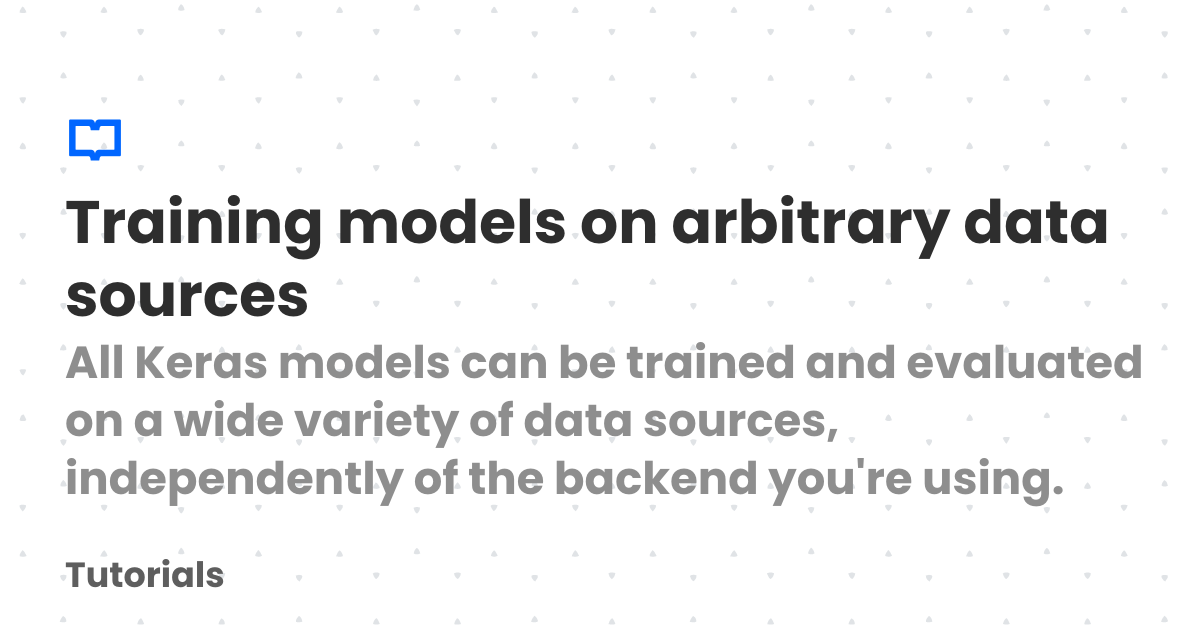 Training models on arbitrary data
sources
All Keras models can be trained and evaluated
on a wide variety of data sources,
independently of the backend you're using.
Tutorials